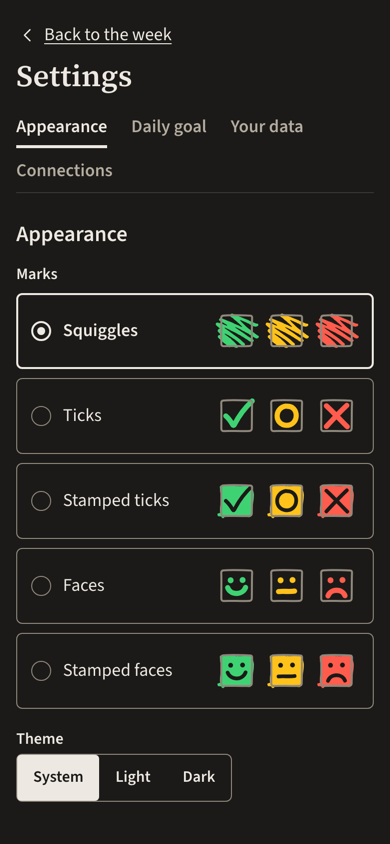 Back to the week
Settings
Appearance Daily goal Your data
Connections
Appearance
Marks
Squiggles
Ticks
Stamped ticks
Faces
Stamped faces
Theme
System Light Dark